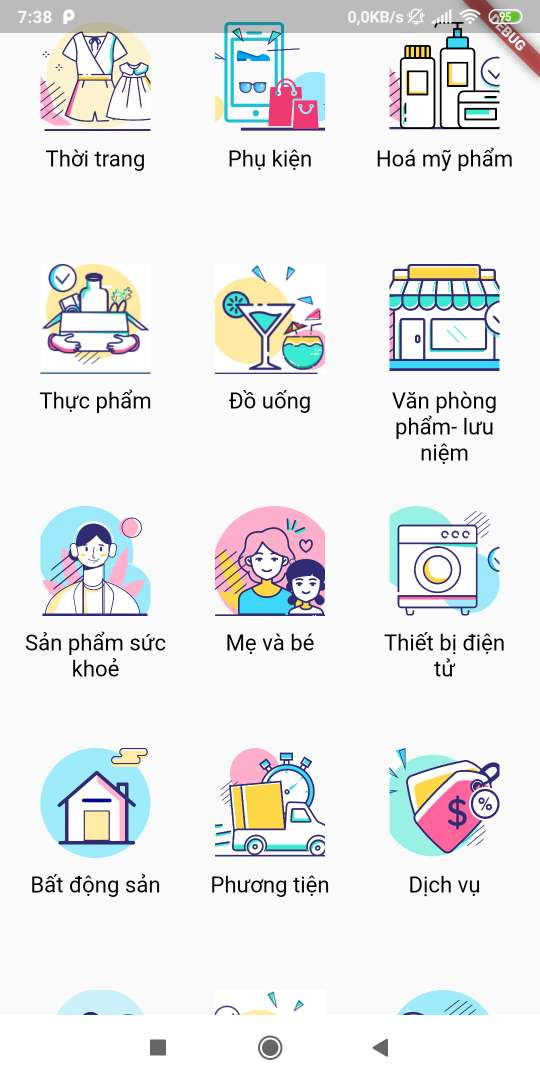 7:38
0,0KB/s
95
DEBUG
Thời trang
Phụ kiện
Hoá mỹ phẩm
Thực phẩm
Đồ uống
Văn phòng
phẩm- lưu
niệm
Sản phẩm sức
khoẻ
Mẹ và bé
Thiết bị điện
tử
Bất động sản
Phương tiện
$
%
Dịch vụ